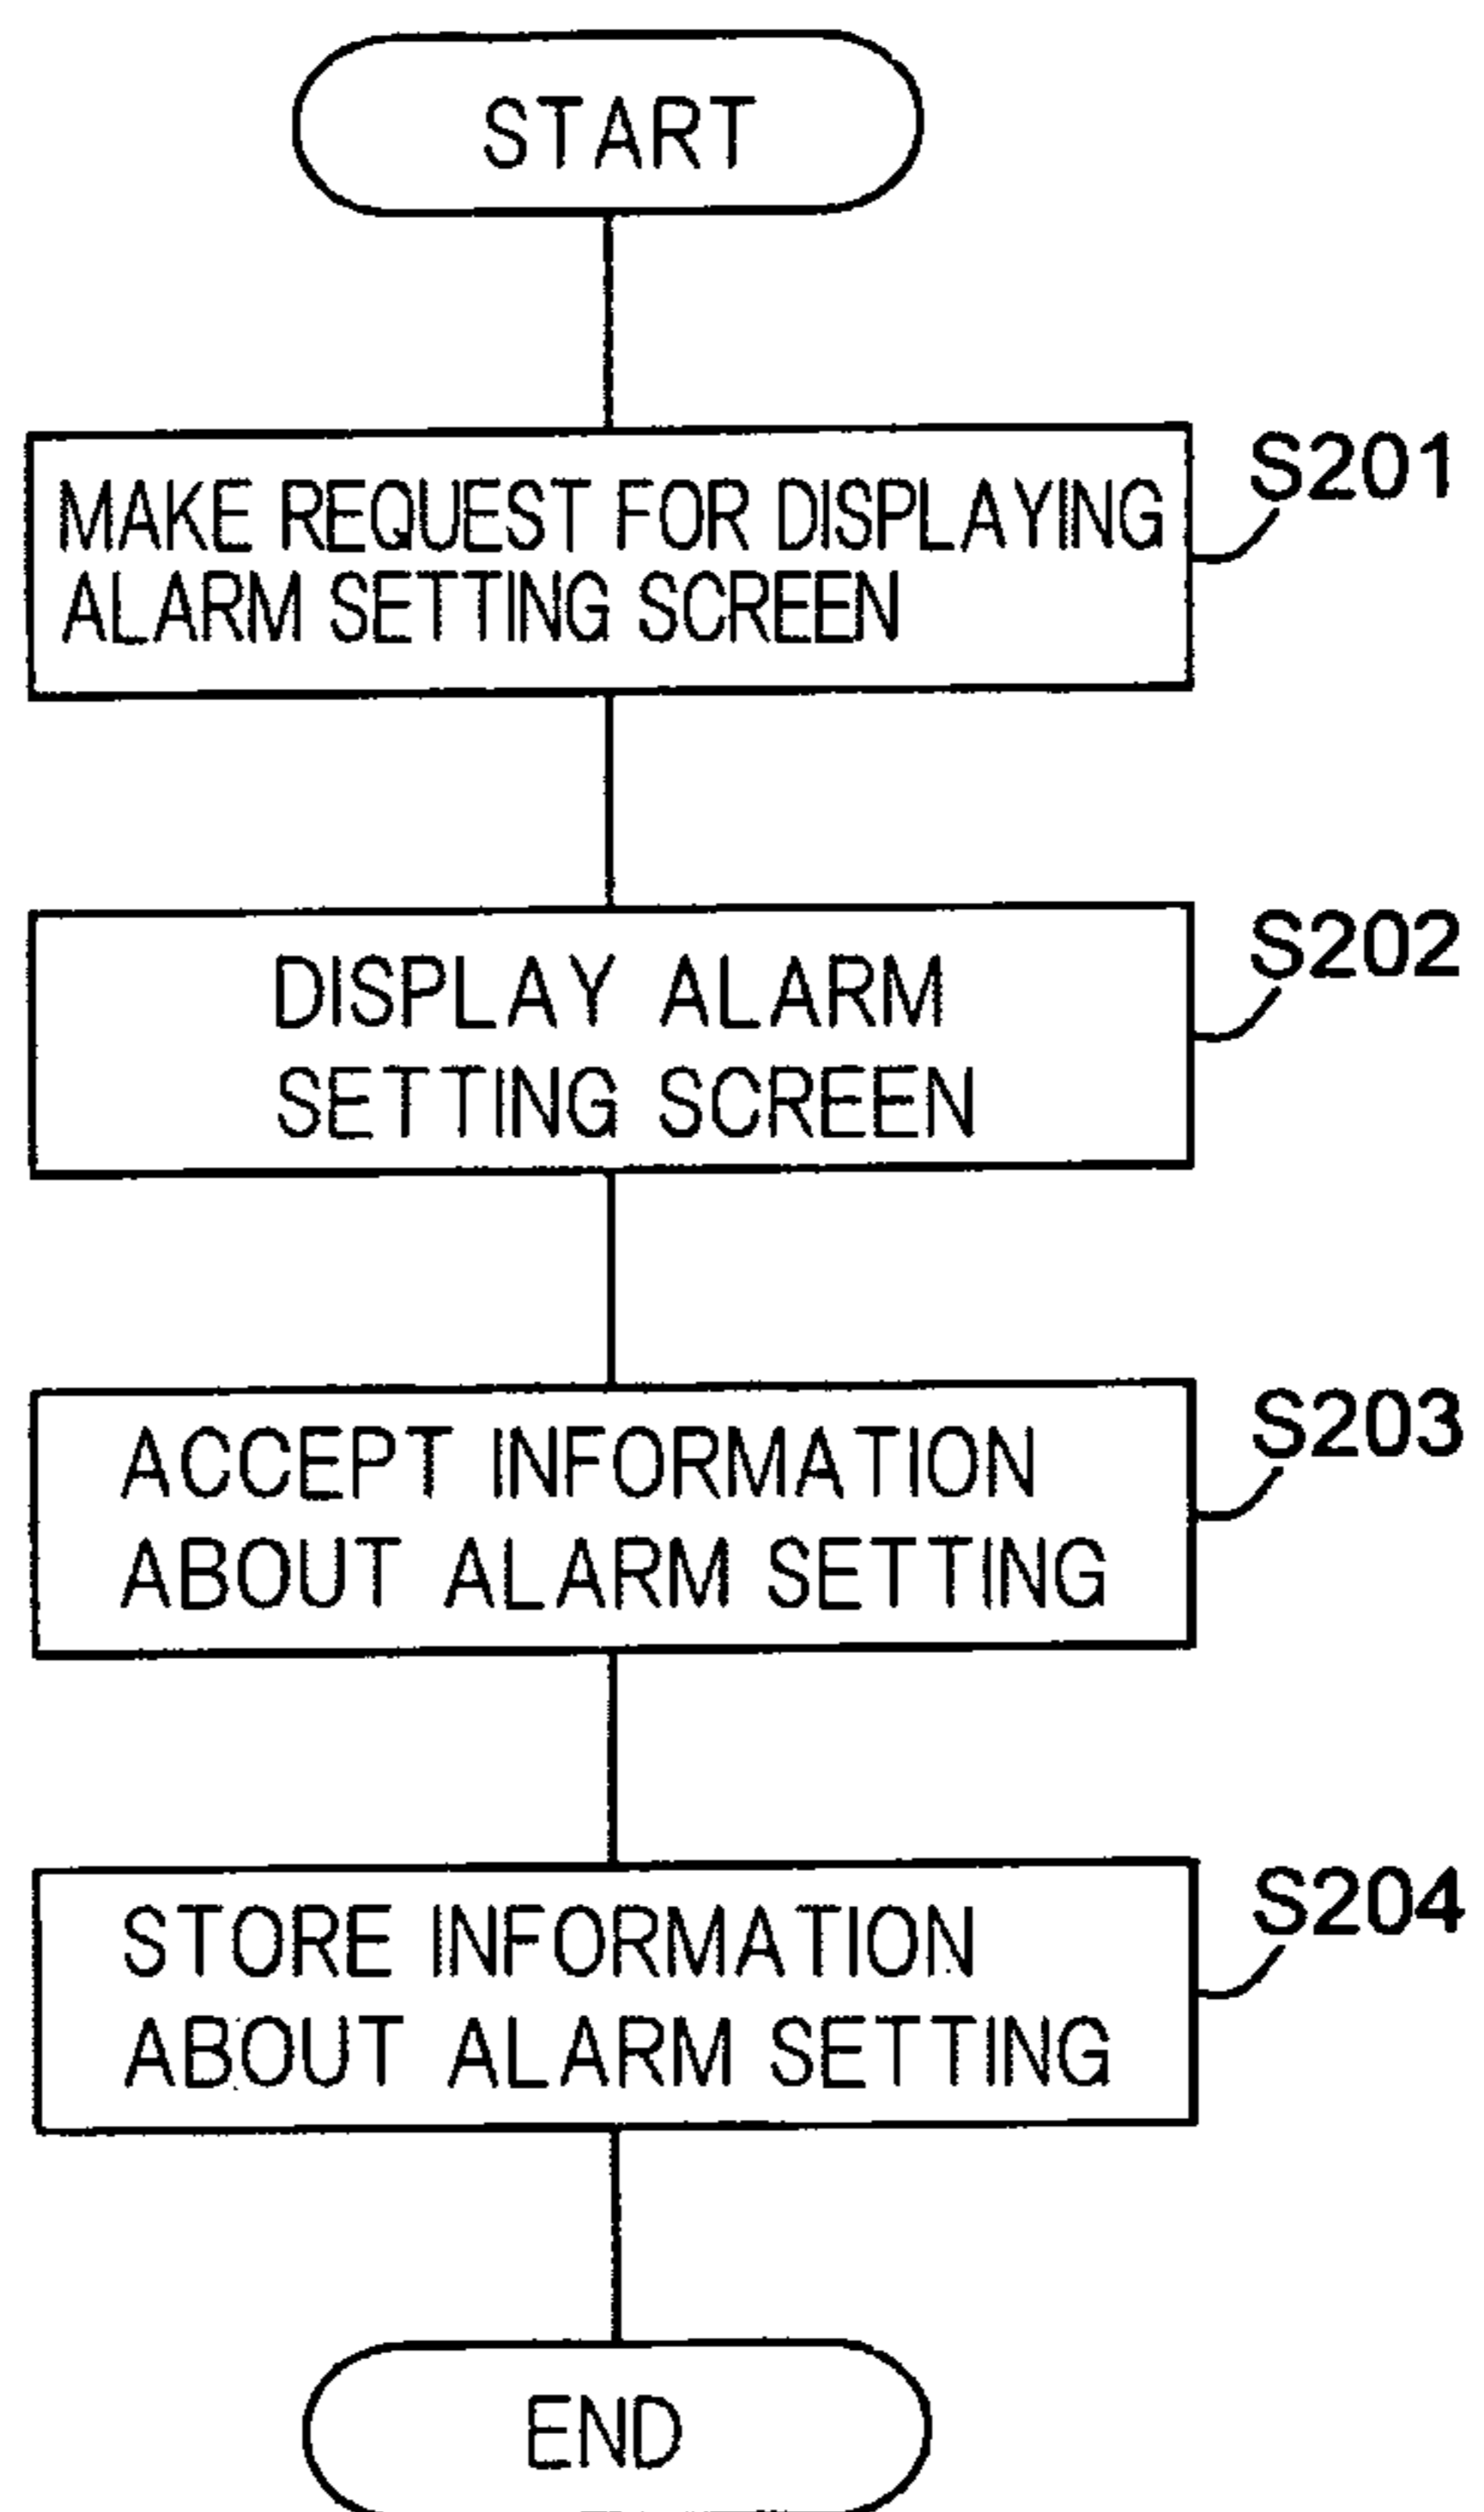 START
S201
MAKE REQUEST FOR DISPLAYING
ALARM SETTING SCREEN
S202
DISPLAY ALARM
SETTING SCREEN
S203
ACCEPT INFORMATION
ABOUT ALARM SETTING
S204
STORE INFORMATION
ABOUT ALARM SETTING
END